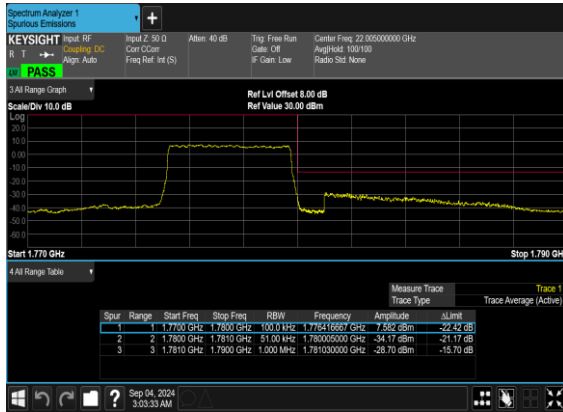 Spectrum Analyzer 1
Spurious Emissions
KEYSIGHT Input: RF Input Z: 50 Ω Atten: 40 dB Trig: Free Run Center Freq: 22.005000000 GHz
R T Coupling: DC Corr CCorr Gate: Off Avg|Hold: 100/100
Align: Auto Freq Ref: Int (S) IF Gain: Low Radio Std: None
LNI PASS
3 All Range Graph Ref Lvl Offset 8.00 dB
Scale/Div 10.0 dB Ref Value 30.00 dBm
Log
20.0
10.0
0.00
-10.0
-20.0
-30.0
-40.0
-50.0
-60.0
Start 1.770 GHz Stop 1.790 GH
4 All Range Table
Measure Trace Trace 1
Trace Type Trace Average (Active)
Spur Range Start Freq Stop Freq RBW Frequency Amplitude ΔLimit
1 1 1.7700 GHz 1.7800 GHz 100.0 kHz 1.776416667 GHz 7.582 dBm -22.42 dB
2 2 1.7800 GHz 1.7810 GHz 51.00 kHz 1.780005000 GHz -34.17 dBm -21.17 dB
3 3 1.7810 GHz 1.7900 GHz 1.000 MHz 1.781030000 GHz -28.70 dBm -15.70 dB
Sep 04, 2024
3:03:33 AM